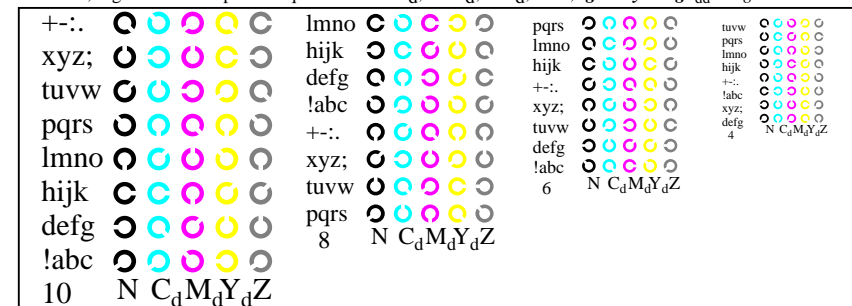 +-:.
xyz;
tuvw
pqrs
lmno
hijk
defg
!abc
10 N CdMdYdZ
lmno
hijk
defg
!abc
+-:.
xyz;
tuvw
pqrs
8 N CdMdYdZ
pqrs
lmno
hijk
+-:.
xyz;
tuvw
defg
!abc
6 N CdMdYdZ
tuvw
pqrs
lmno
hijk
+-:.
!abc
xyz;
defg
4 N CdMdYdZ